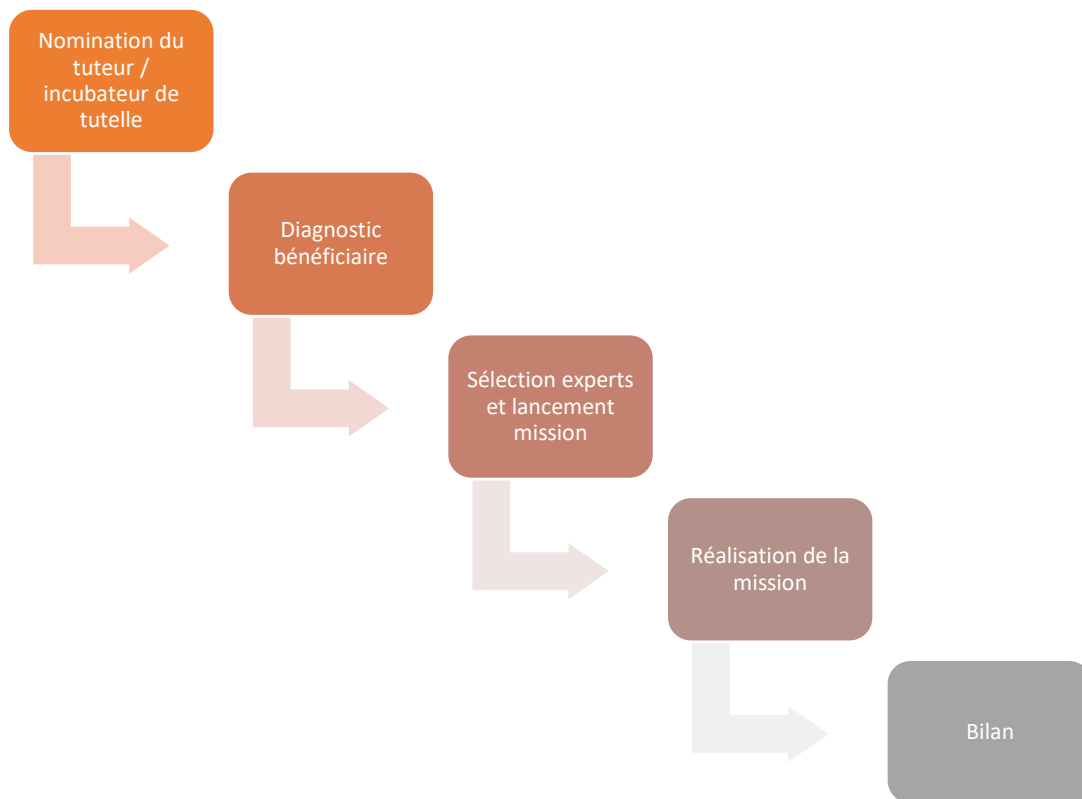 Nomination du
tuteur /
incubateur de
tutelle
Diagnostic
bénéficiaire
Sélection experts
et lancement
mission
Réalisation de la
mission
Bilan